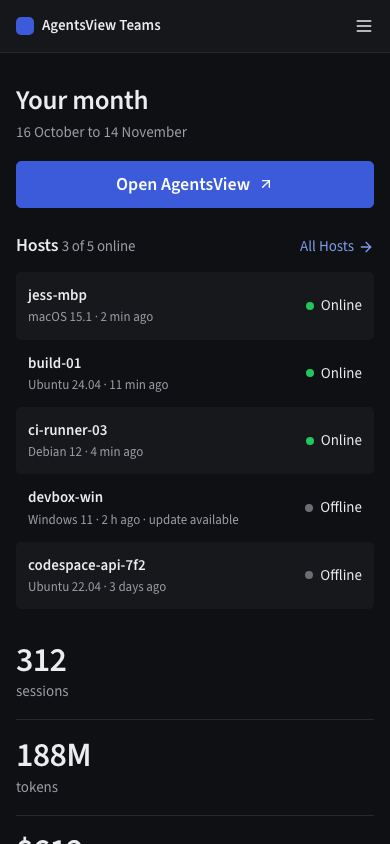 AgentsView Teams
Your month
16 October to 14 November
Open AgentsView
Hosts 3 of 5 online
All Hosts →
jess-mbp
macOS 15.1 · 2 min ago
Online
build-01
Ubuntu 24.04 · 11 min ago
Online
ci-runner-03
Debian 12 · 4 min ago
Online
devbox-win
Windows 11 · 2 h ago · update available
Offline
codespace-api-7f2
Ubuntu 22.04 · 3 days ago
Offline
312
sessions
188M
tokens